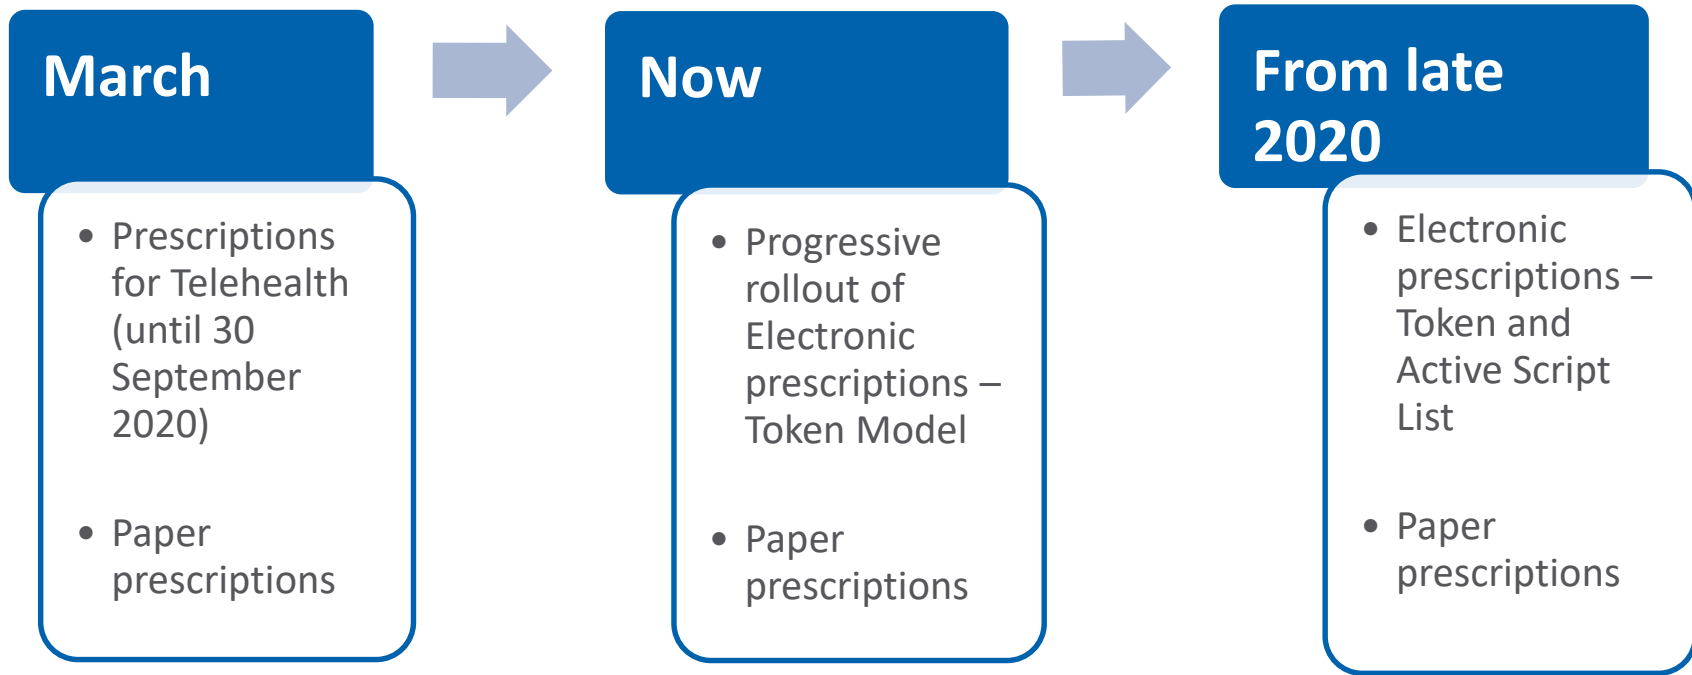 March
• Prescriptions
for Telehealth
(until 30
September
2020)
• Paper
prescriptions
Now
• Progressive
rollout of
Electronic
prescriptions –
Token Model
• Paper
prescriptions
From late
2020
• Electronic
prescriptions –
Token and
Active Script
List
• Paper
prescriptions